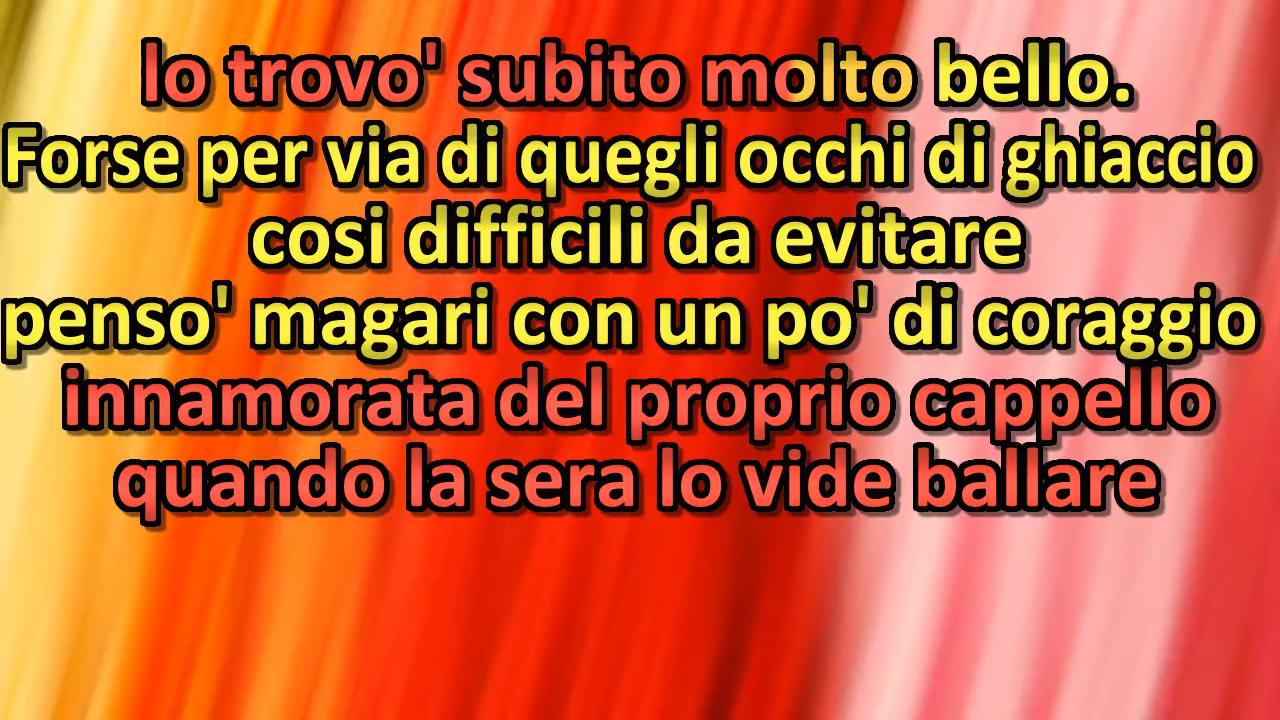 lo trovo' subito molto bello.
Forse per via di quegli occhi di ghiaccio
cosi difficili da evitare
penso' magari con un po' di coraggio
innamorata del proprio cappello
quando la sera lo vide ballare